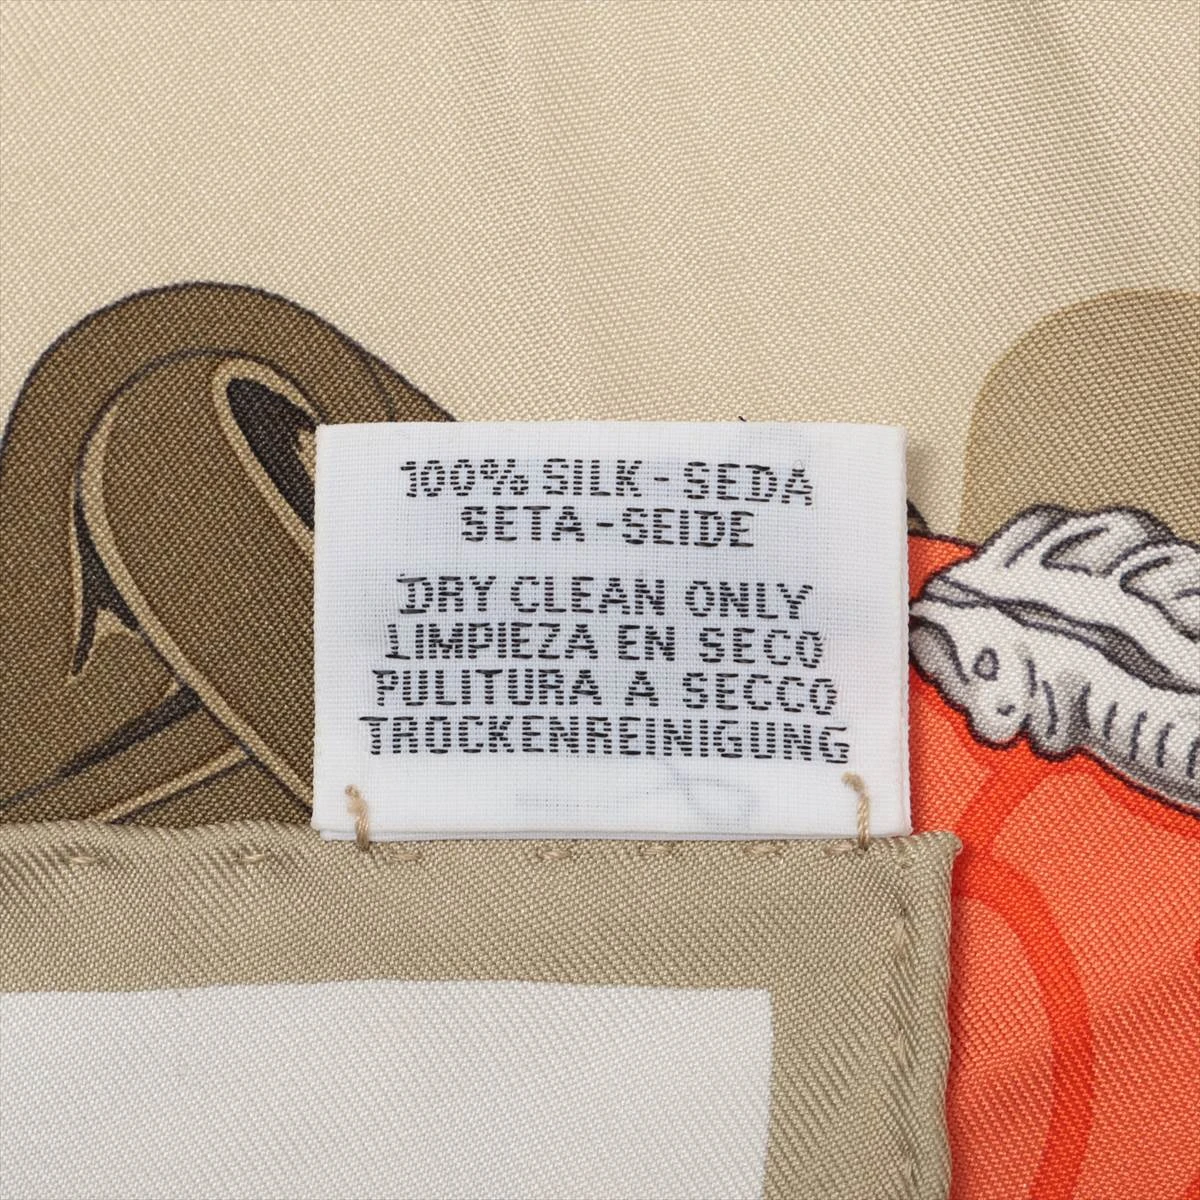 100% SILK - SEDA
SETA - SEIDE
DRY CLEAN ONLY
LIMPIEZA EN SECO
PULITURA A SECCO
TROCKENREINIGUNG